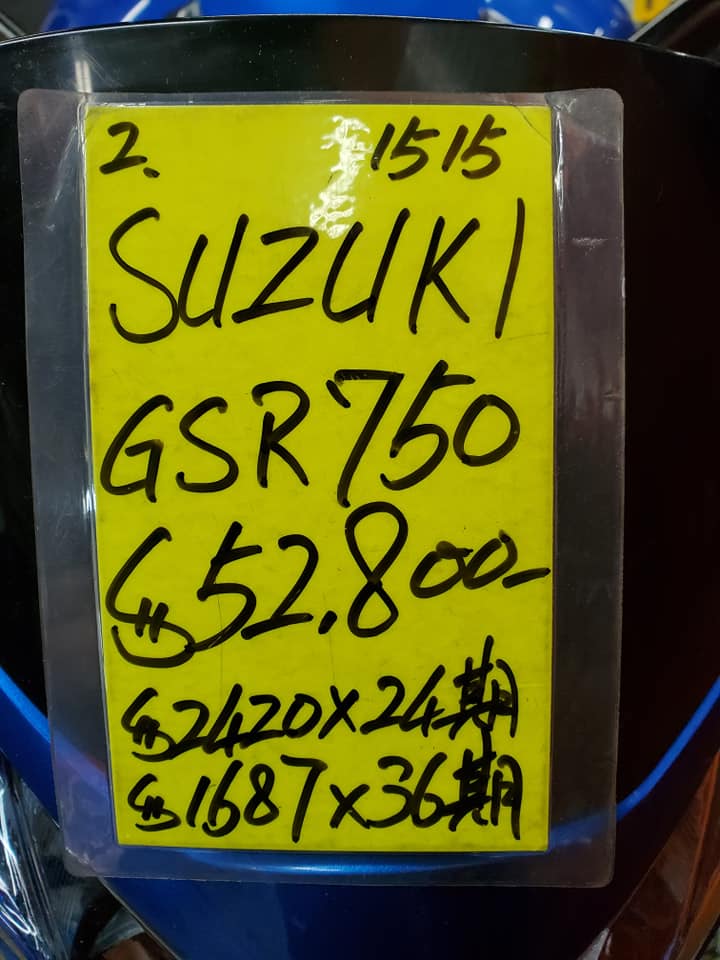 2. 1515
SUZUKI
GSR750
$52,800-
$2420x24期
$1687x36期